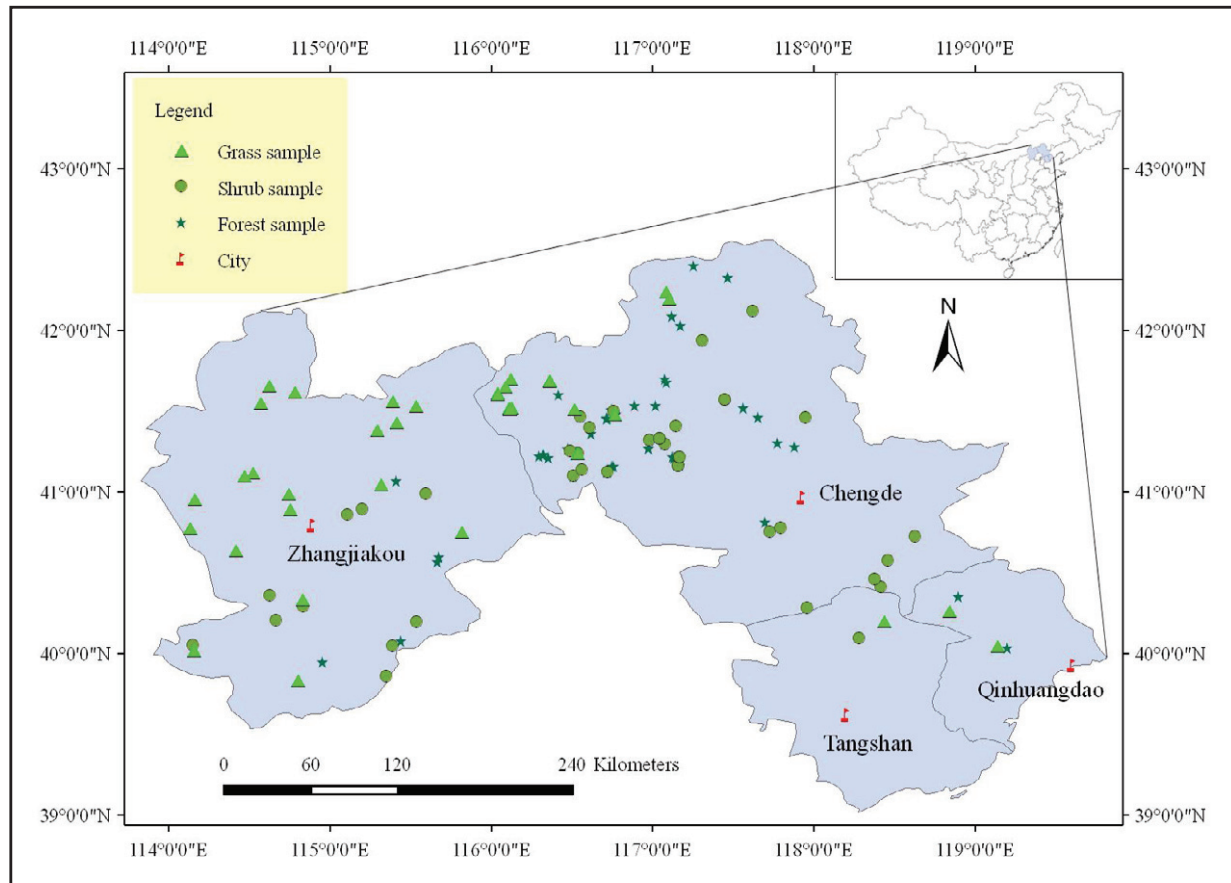 114°0'0"E 115°0'0"E 116°0'0"E 117°0'0"E 118°0'0"E 119°0'0"E
Legend
Grass sample
Shrub sample
Forest sample
City
43°0'0"N 43°0'0"N
N
42°0'0"N 42°0'0"N
41°0'0"N 41°0'0"N
Chengde
Zhangjiakou
40°0'0"N 40°0'0"N
Qinhuangdao
Tangshan
0 60 120 240 Kilometers
39°0'0"N 39°0'0"N
114°0'0"E 115°0'0"E 116°0'0"E 117°0'0"E 118°0'0"E 119°0'0"E